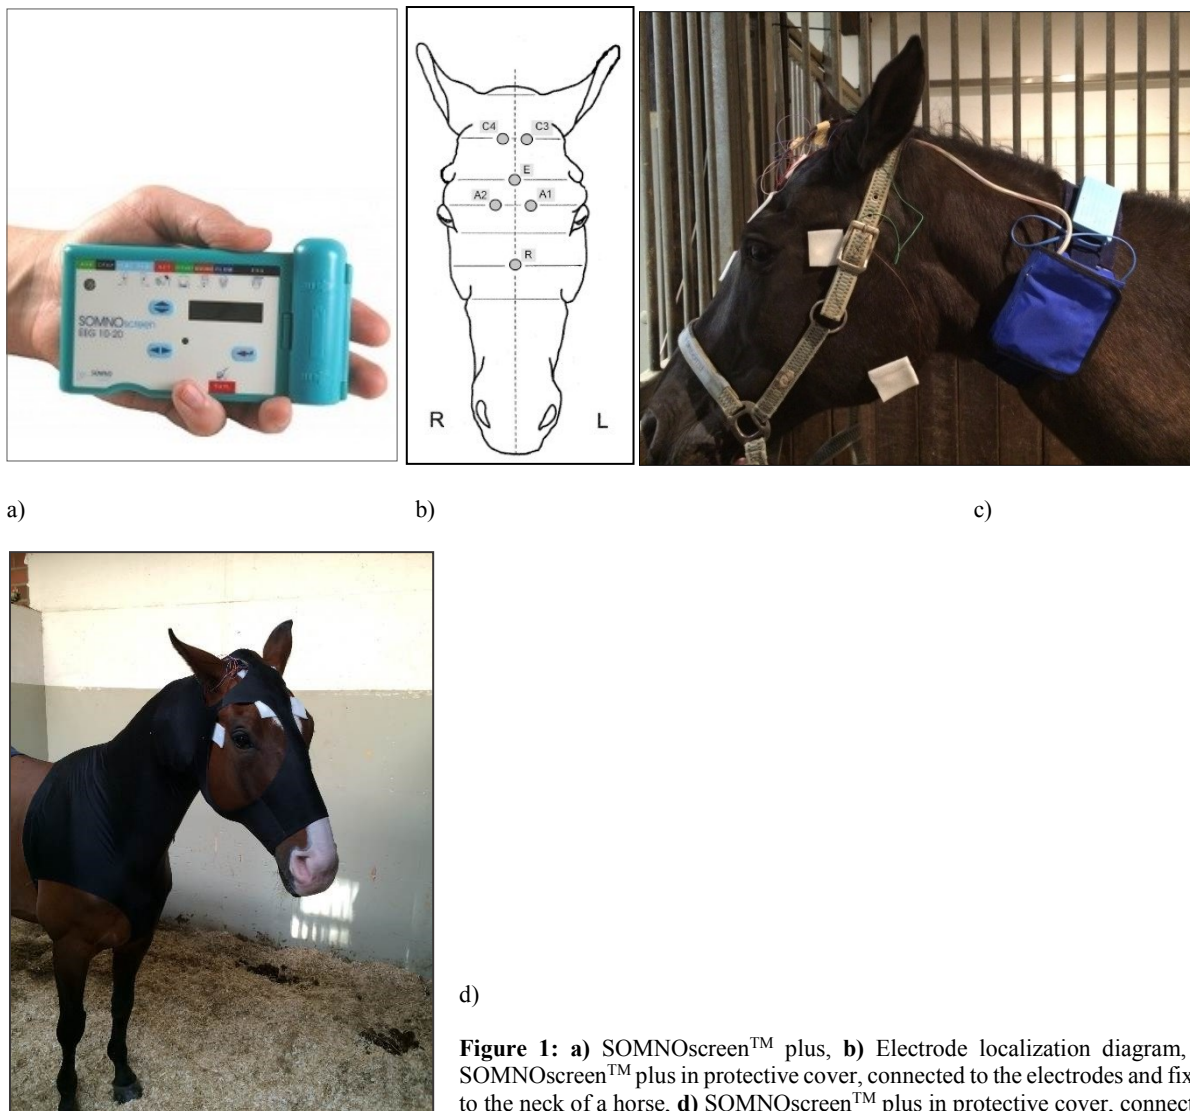 SOMNOscreen
EEG 10-20
SOMNO
C4 C3
E
A2 A1
R
R L
a) b) c)
d)
Figure 1: a) SOMNOscreen™ plus, b) Electrode localization diagram,
SOMNOscreen™ plus in protective cover, connected to the electrodes and fix
to the neck of a horse, d) SOMNOscreen™ plus in protective cover, connect